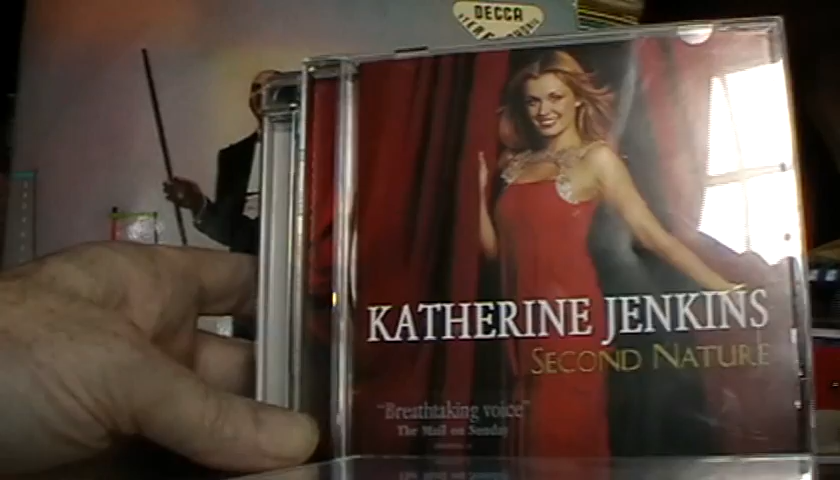 DECCA
KATHERINE JENKINS
SECOND NATURE
"Breathtaking voice"
The Mail on Sunday